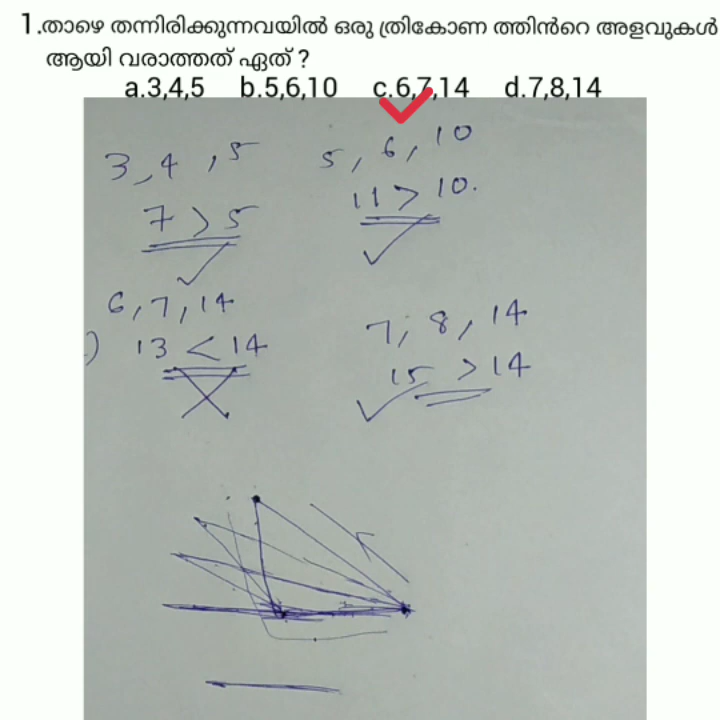 1.താഴെ തന്നിരിക്കുന്നവയിൽ ഒരു ത്രികോണ ത്തിൻറെ അളവുകൾ
ആയി വരാത്തത് ഏത് ?
a.3,4,5 b.5,6,10 c.6,7,14 d.7,8,14
3, 4, 5
7 > 5
5, 6, 10
11 > 10.
6, 7, 14
13 < 14
7, 8, 14
15 > 14